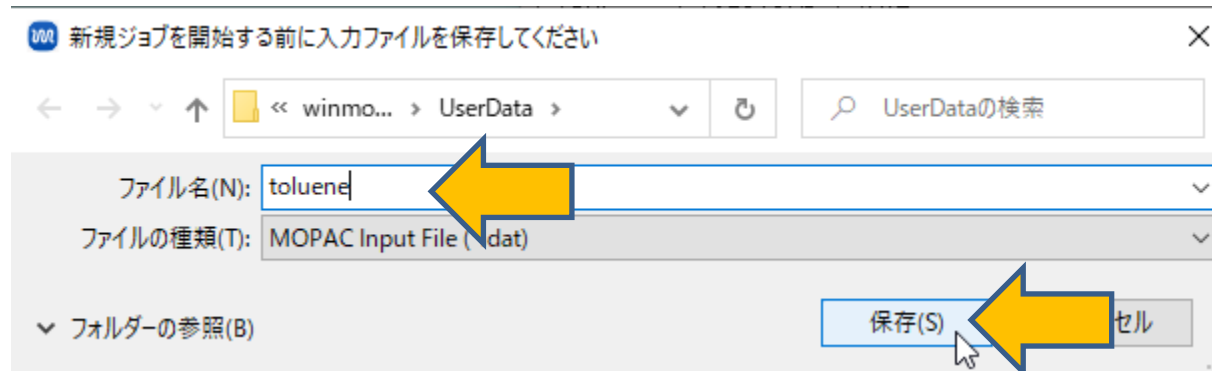 新規ジョブを開始する前に入力ファイルを保存してください
« winmo... > UserData >
UserDataの検索
ファイル名(N): toluene
ファイルの種類(T): MOPAC Input File ( dat)
フォルダーの参照(B)
保存(S) セル